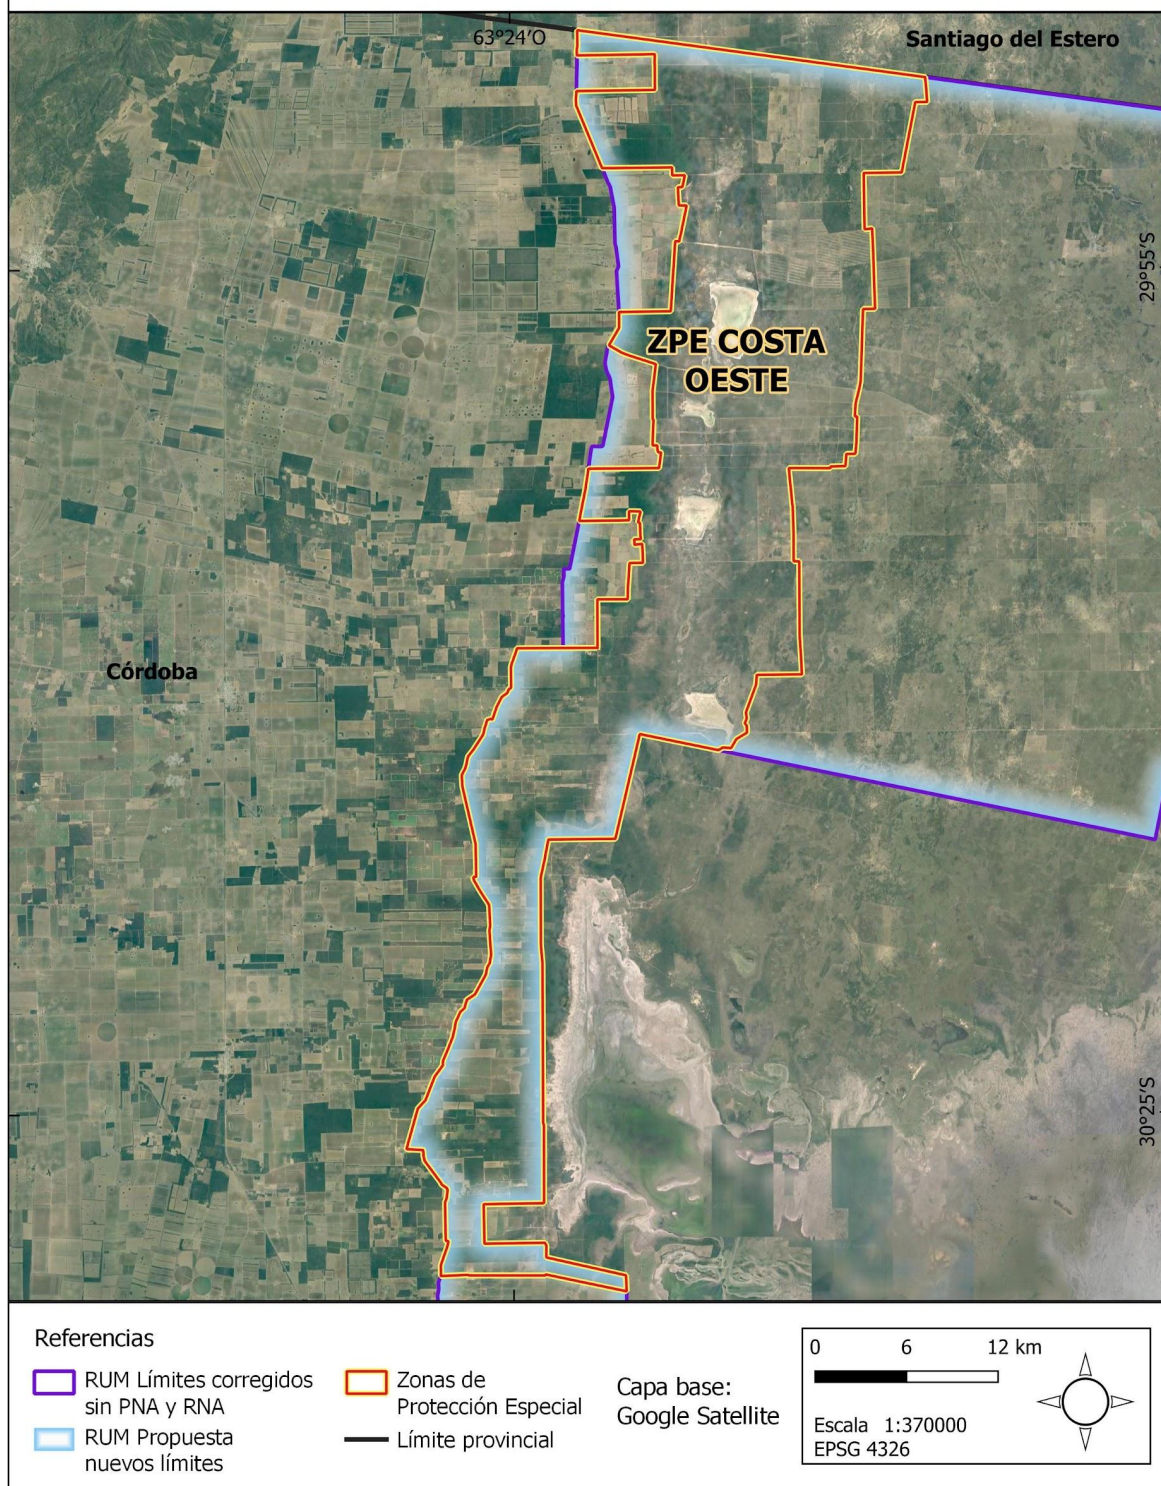 63°24'O
Santiago del Estero
29°55'S
ZPE COSTA
OESTE
Córdoba
30°25'S
Referencias
RUM Límites corregidos
sin PNA y RNA
RUM Propuesta
nuevos límites
Zonas de
Protección Especial
Límite provincial
Capa base:
Google Satellite
0 6 12 km
Escala 1:370000
EPSG 4326